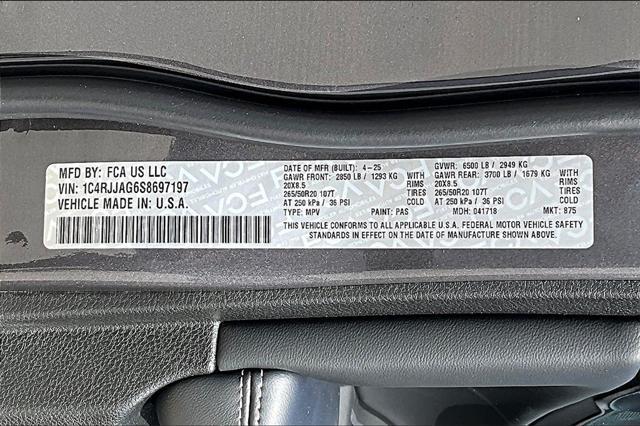 MFD BY: FCA US LLC
VIN: 1C4RJJAG6S8697197
VEHICLE MADE IN: U.S.A.
DATE OF MFR (BUILT): 4-25 GVWR: 6500 LB / 2949 KG
GAWR FRONT: 2850 LB / 1293 KG WITH GAWR REAR: 3700 LB / 1679 KG WITH
20X8.5 RIMS 20X8.5 RIMS
265/50R20 107T TIRES 265/50R20 107T TIRES
AT 250 kPa / 36 PSI COLD AT 250 kPa / 36 PSI COLD
TYPE: MPV PAINT: PAS MDH: 041718 MKT: 875
THIS VEHICLE CONFORMS TO ALL APPLICABLE U.S.A. FEDERAL MOTOR VEHICLE SAFETY
STANDARDS IN EFFECT ON THE DATE OF MANUFACTURE SHOWN ABOVE.